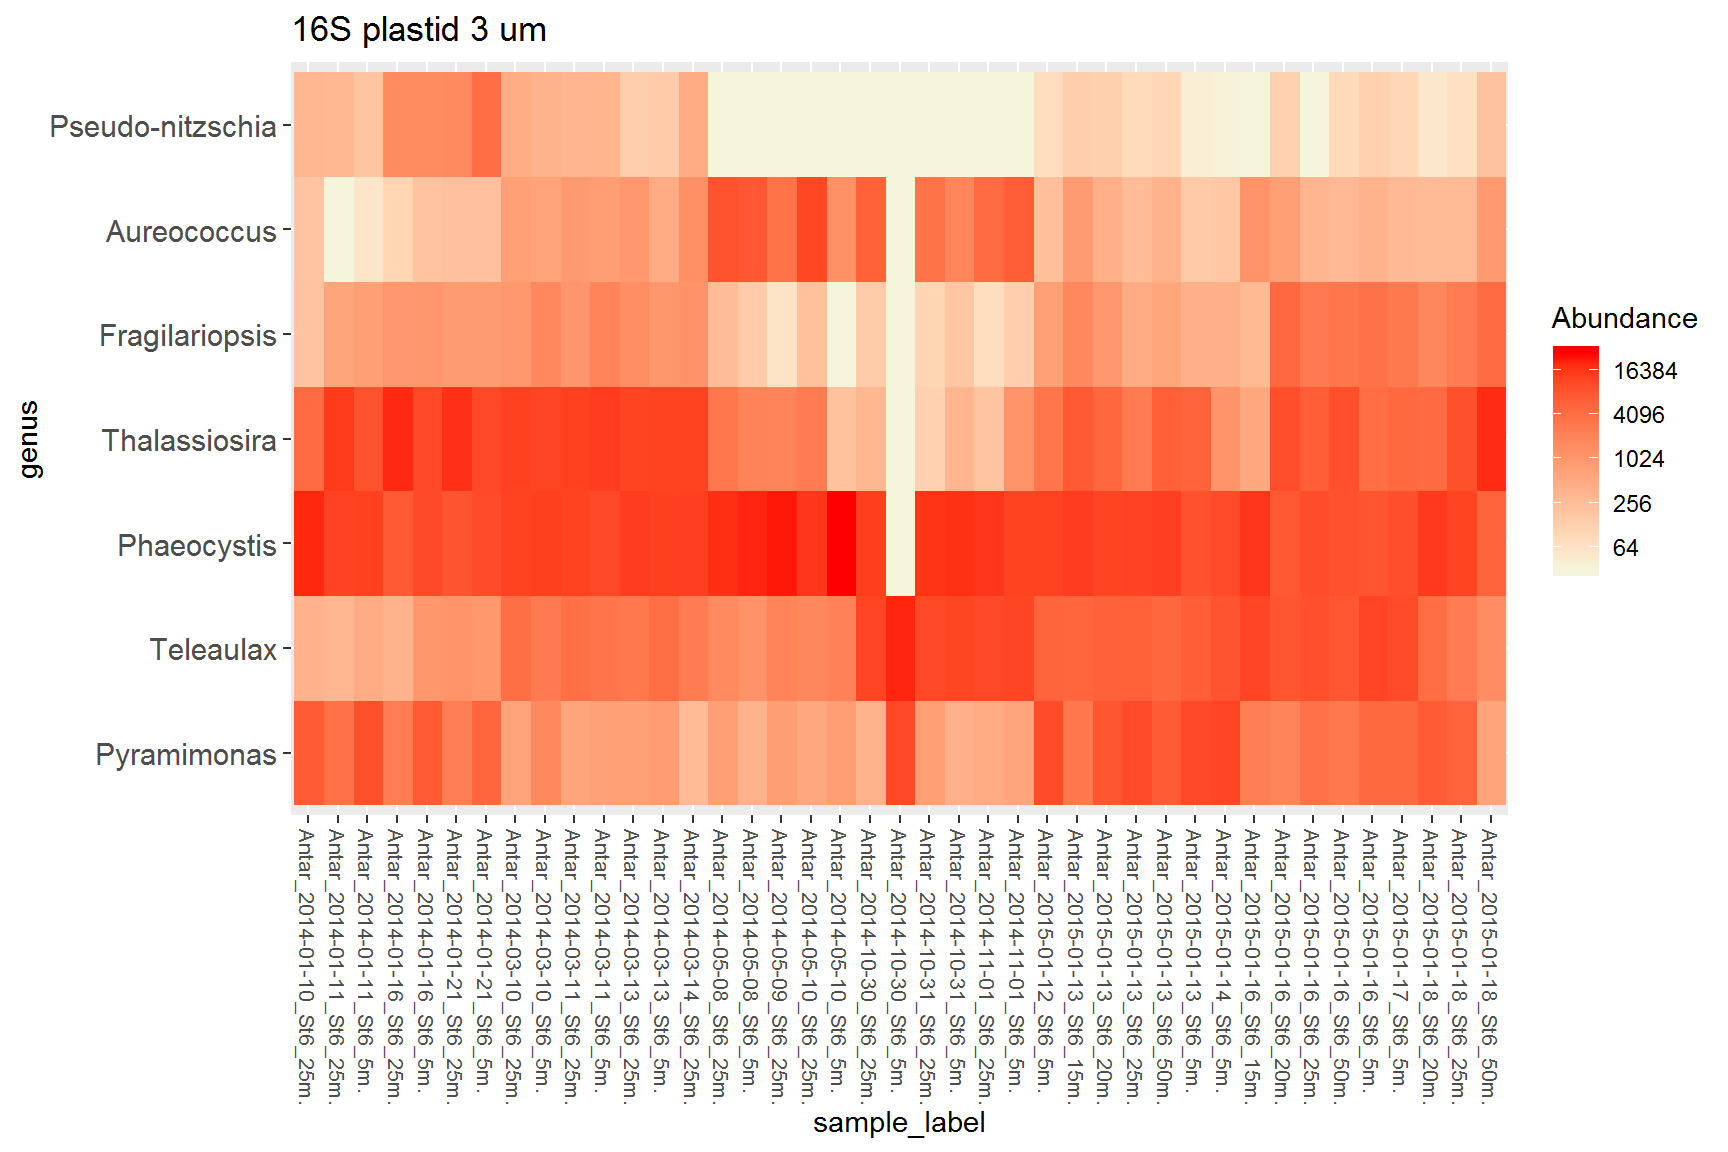 16S plastid 3 um
genus
Pseudo-nitzschia
Aureococcus
Fragilariopsis
Thalassiosira
Phaeocystis
Teleaulax
Pyramimonas
Antar_2014-01-10_St6_25m.
Antar_2014-01-11_St6_25m.
Antar_2014-01-11_St6_5m.
Antar_2014-01-16_St6_25m.
Antar_2014-01-16_St6_5m.
Antar_2014-01-21_St6_25m.
Antar_2014-01-21_St6_5m.
Antar_2014-03-10_St6_25m.
Antar_2014-03-10_St6_5m.
Antar_2014-03-11_St6_25m.
Antar_2014-03-11_St6_5m.
Antar_2014-03-13_St6_25m.
Antar_2014-03-13_St6_5m.
Antar_2014-03-14_St6_25m.
Antar_2014-05-08_St6_25m.
Antar_2014-05-08_St6_5m.
Antar_2014-05-09_St6_25m.
Antar_2014-05-10_St6_25m.
Antar_2014-05-10_St6_5m.
Antar_2014-10-30_St6_25m.
Antar_2014-10-30_St6_5m.
Antar_2014-10-31_St6_25m.
Antar_2014-10-31_St6_5m.
Antar_2014-11-01_St6_25m.
Antar_2014-11-01_St6_5m.
Antar_2015-01-12_St6_5m.
Antar_2015-01-13_St6_15m.
Antar_2015-01-13_St6_20m.
Antar_2015-01-13_St6_25m.
Antar_2015-01-13_St6_50m.
Antar_2015-01-13_St6_5m.
Antar_2015-01-14_St6_5m.
Antar_2015-01-16_St6_15m.
Antar_2015-01-16_St6_20m.
Antar_2015-01-16_St6_25m.
Antar_2015-01-16_St6_50m.
Antar_2015-01-16_St6_5m.
Antar_2015-01-17_St6_5m.
Antar_2015-01-18_St6_20m.
Antar_2015-01-18_St6_25m.
Antar_2015-01-18_St6_50m.
sample_label
Abundance
16384
4096
1024
256
64